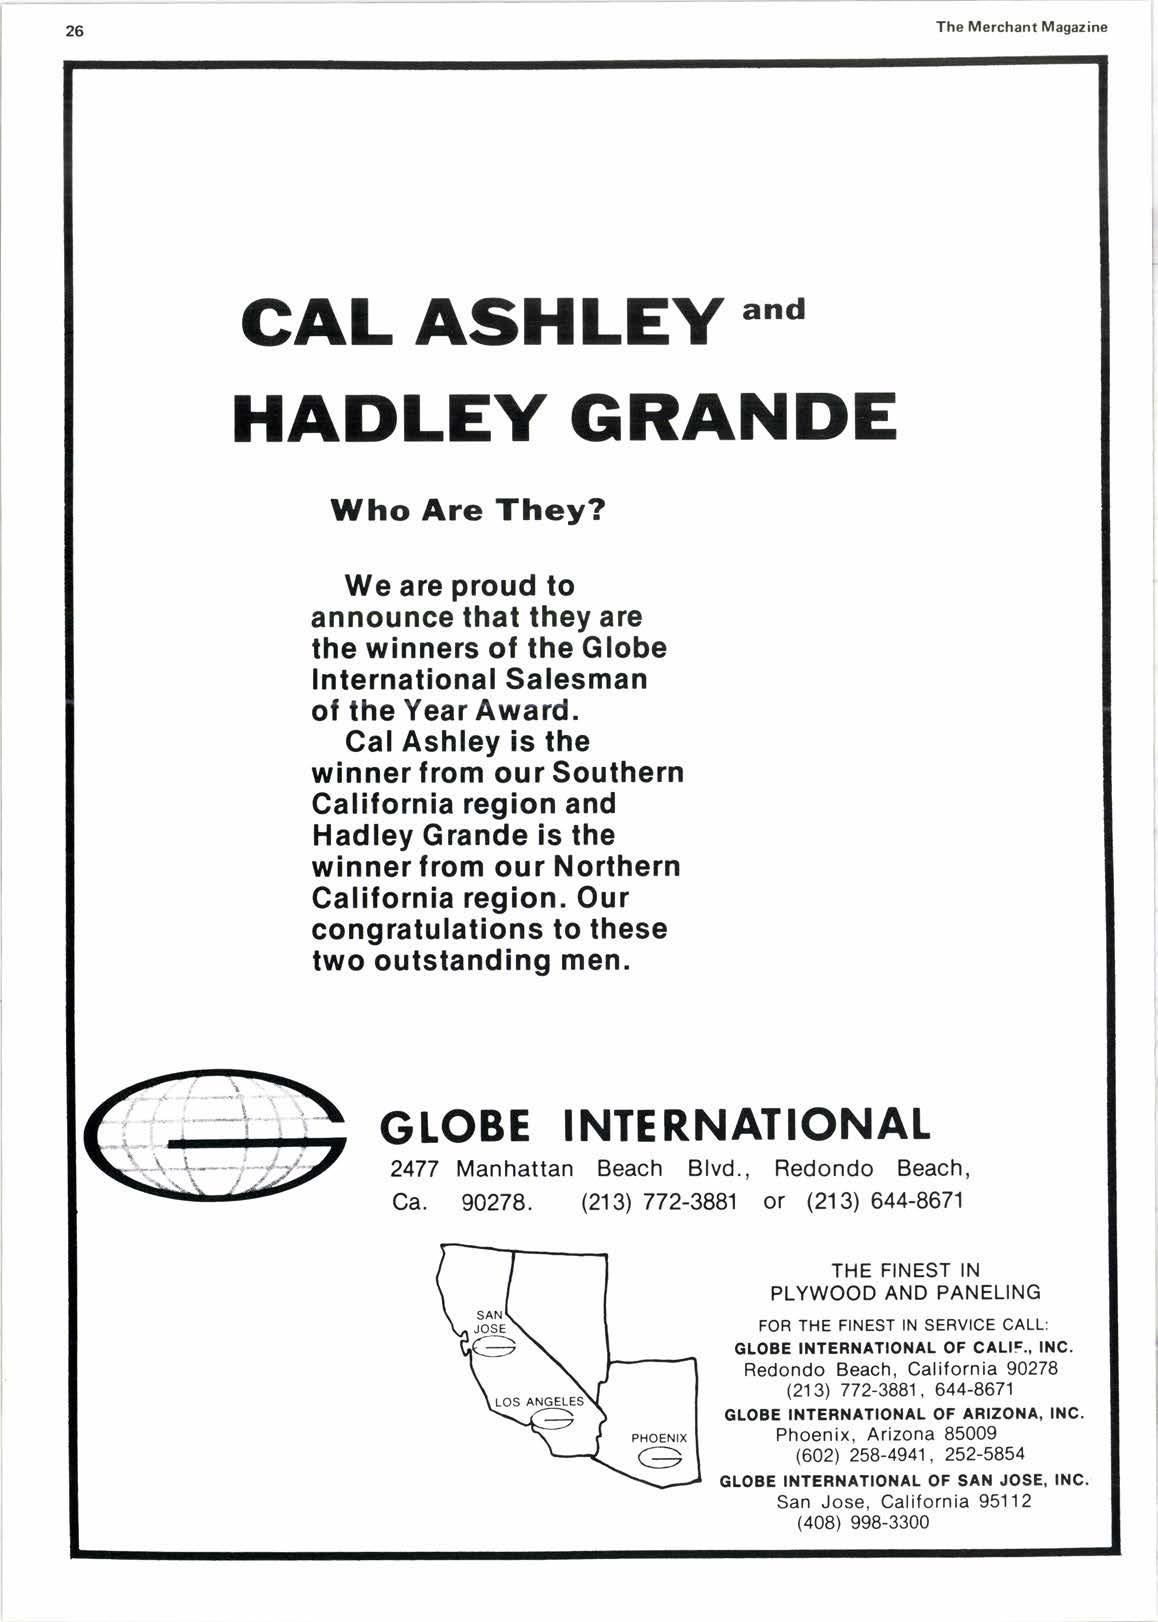 26
The Merchant Magazine
CAL ASHLEY and
HADLEY GRANDE
Who Are They?
We are proud to
announce that they are
the winners of the Globe
International Salesman
of the Year Award.
Cal Ashley is the
winner from our Southern
California region and
Hadley Grande is the
winner from our Northern
California region. Our
congratulations to these
two outstanding men.
GLOBE INTERNATIONAL
2477 Manhattan Beach Blvd., Redondo Beach,
Ca. 90278. (213) 772-3881 or (213) 644-8671
SAN
JOSE
LOS ANGELES
PHOENIX
THE FINEST IN
PLYWOOD AND PANELING
FOR THE FINEST IN SERVICE CALL:
GLOBE INTERNATIONAL OF CALIF., INC.
Redondo Beach, California 90278
(213) 772-3881, 644-8671
GLOBE INTERNATIONAL OF ARIZONA, INC.
Phoenix, Arizona 85009
(602) 258-4941, 252-5854
GLOBE INTERNATIONAL OF SAN JOSE, INC.
San Jose, California 95112
(408) 998-3300